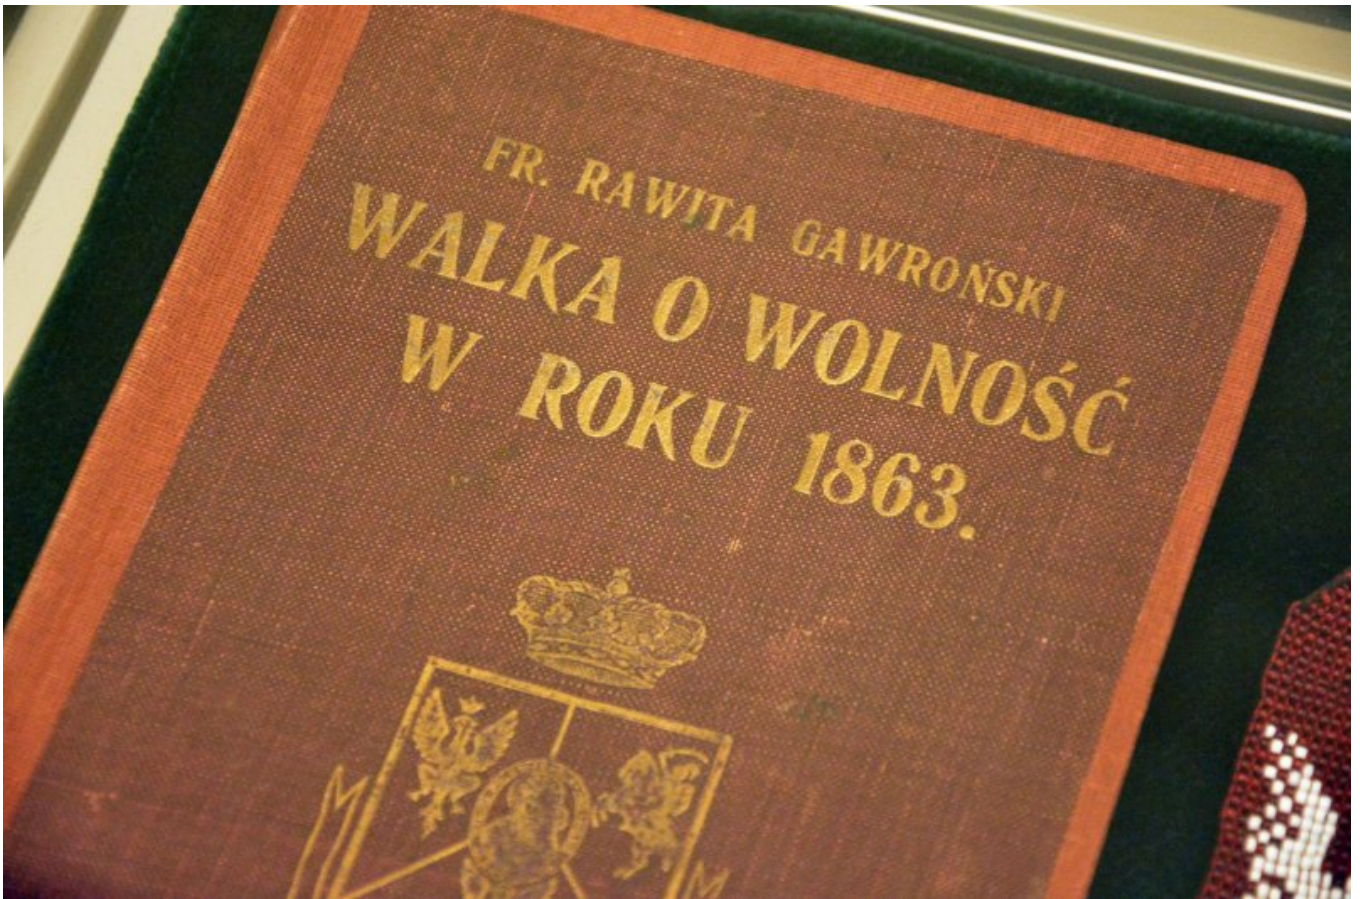 FR. RAWITA GAWROŃSKI
WALKA O WOLNOŚĆ
W ROKU 1863.
M
M